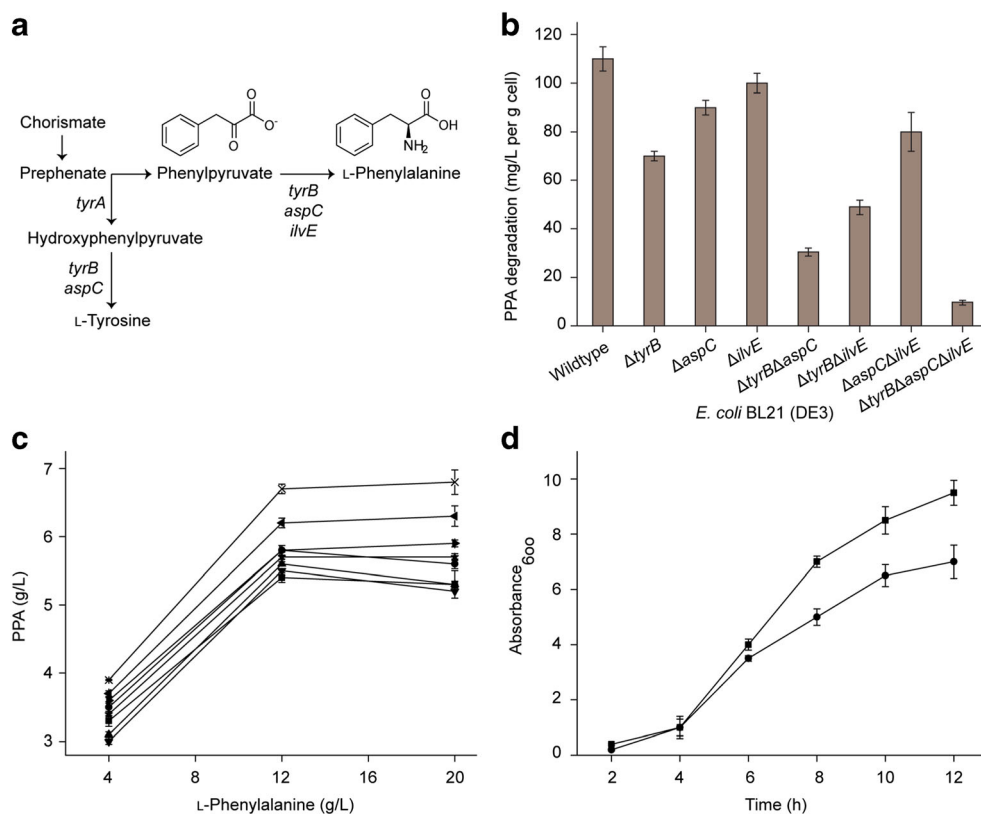 a
Chorismate
Prephenate
Phenylpyruvate
L-Phenylalanine
O
O
O-
O
OH
NH2
tyrA
tyrB
aspC
ilvE
Hydroxyphenylpyruvate
tyrB
aspC
L-Tyrosine
b
PPA degradation (mg/L per g cell)
120
100
80
60
40
20
0
Wildtype
ΔtyrB
ΔaspC
ΔilvE
ΔtyrBΔaspC
ΔtyrBΔilvE
ΔaspCΔilvE
ΔtyrBΔaspCΔilvE
E. coli BL21 (DE3)
c
PPA (g/L)
7
6
5
4
3
4
8
12
16
20
L-Phenylalanine (g/L)
d
Absorbance600
10
8
6
4
2
0
2
4
6
8
10
12
Time (h)